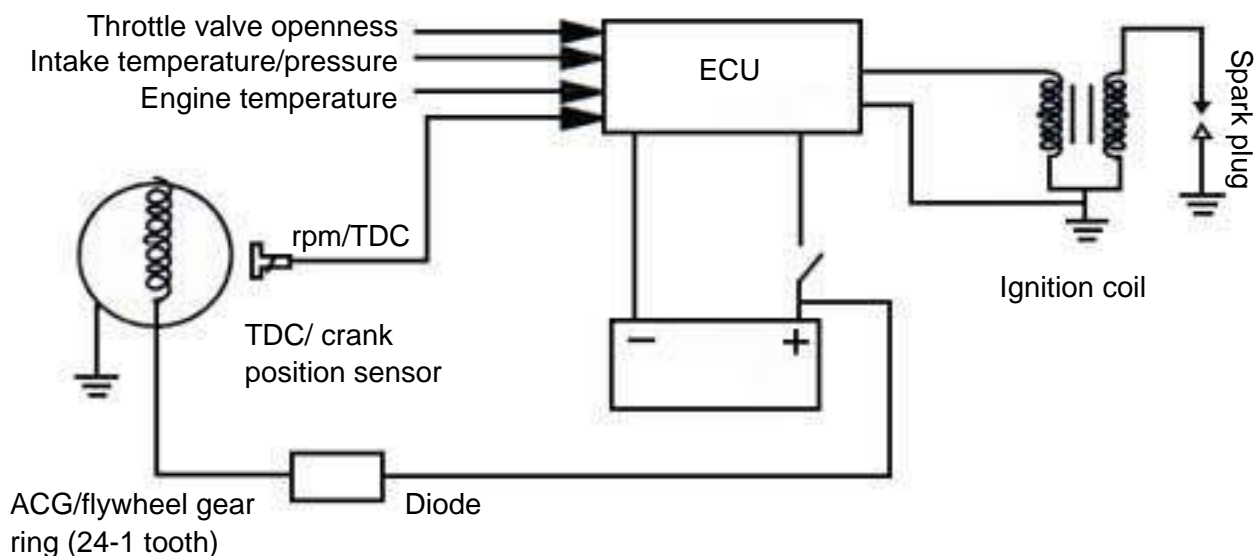 Throttle valve openness
Intake temperature/pressure
Engine temperature
ECU
Spark plug
rpm/TDC
Ignition coil
TDC/ crank
position sensor
− +
ACG/flywheel gear
ring (24-1 tooth)
Diode